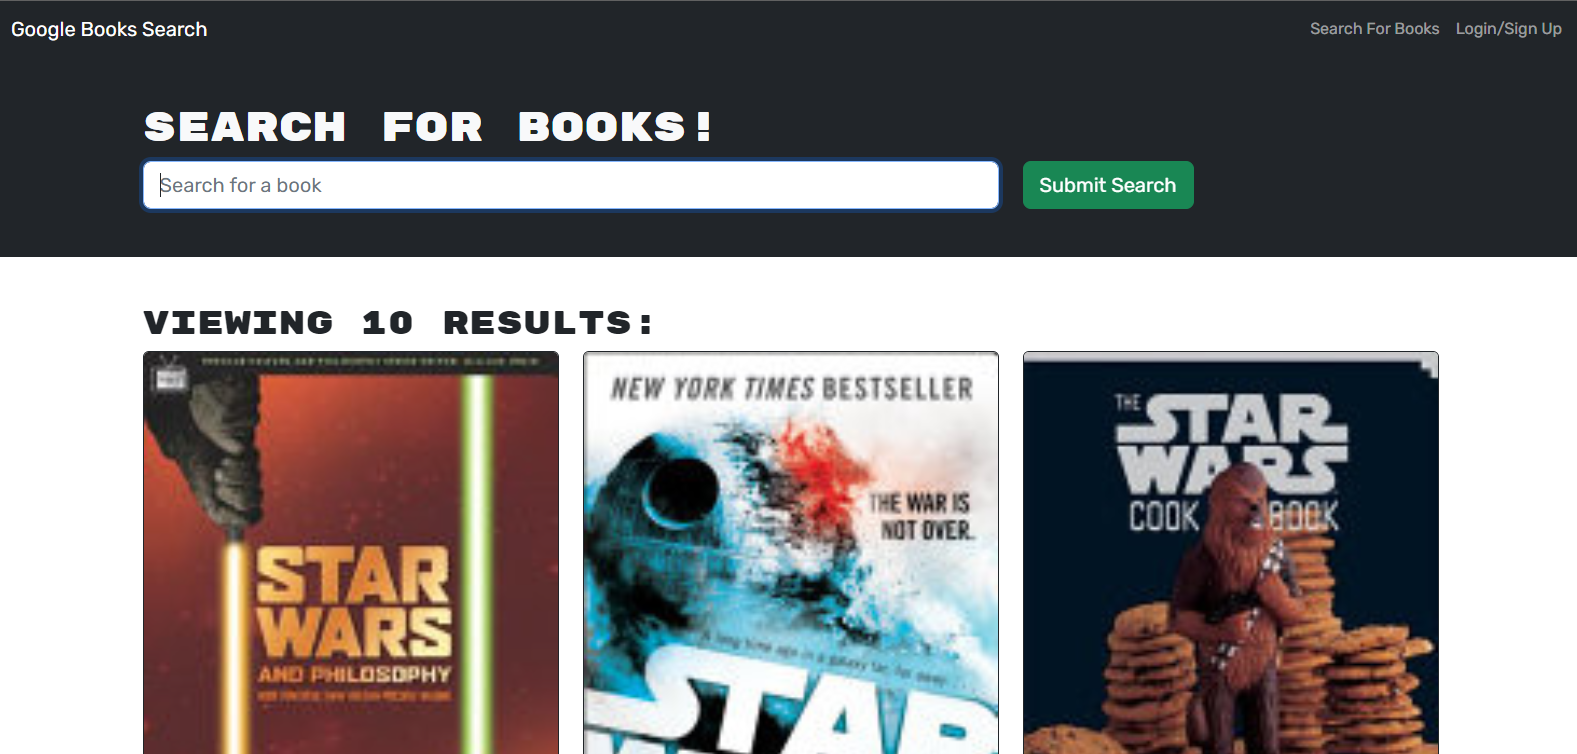 Google Books Search
Search For Books Login/Sign Up
SEARCH FOR BOOKS!
Search for a book
Submit Search
VIEWING 10 RESULTS:
STAR
WARS
AND PHILOSOPHY
NEW YORK TIMES BESTSELLER
THE WAR IS
NOT OVER.
A long time ago in a galaxy far, far away....
STAR
THE
STAR
WARS
COOK BOOK